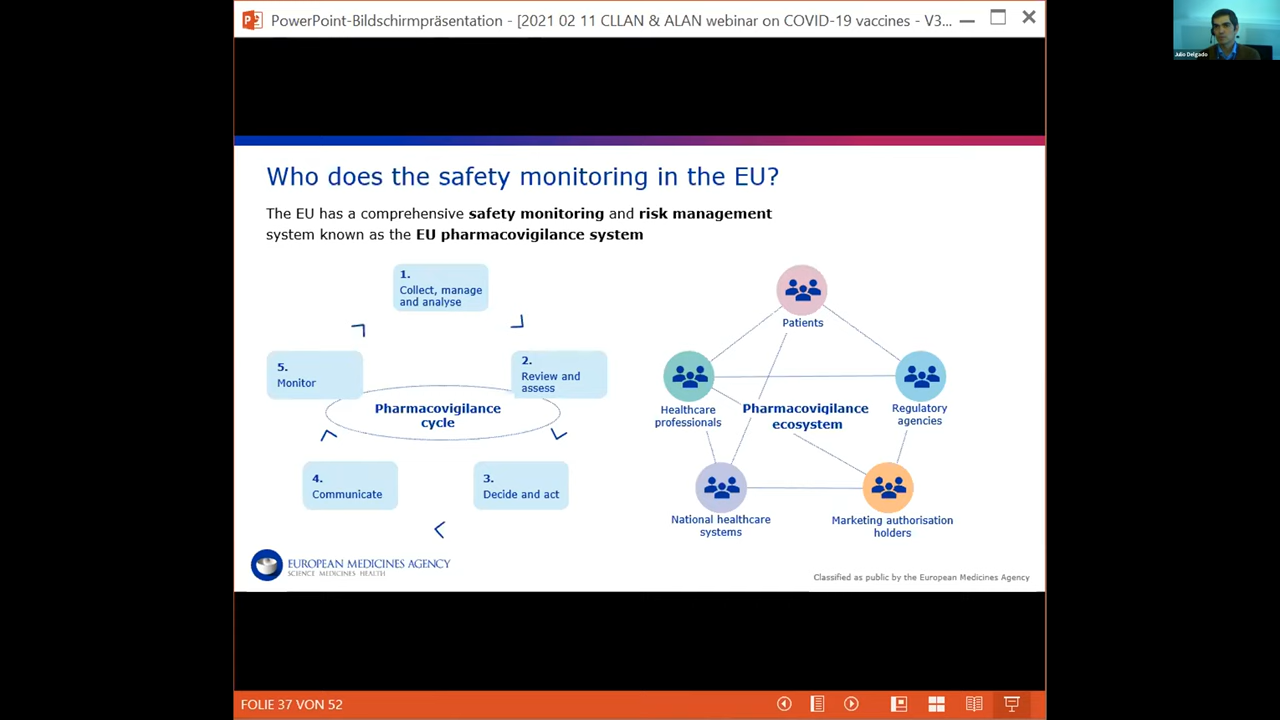 PowerPoint-Bildschirmpräsentation - [2021 02 11 CLLAN & ALAN webinar on COVID-19 vaccines - V3...
Julio Delgado
Who does the safety monitoring in the EU?
The EU has a comprehensive safety monitoring and risk management
system known as the EU pharmacovigilance system
1.
Collect, manage
and analyse
2.
Review and
assess
3.
Decide and act
4.
Communicate
5.
Monitor
Pharmacovigilance
cycle
Patients
Healthcare
professionals
Regulatory
agencies
Pharmacovigilance
ecosystem
National healthcare
systems
Marketing authorisation
holders
EUROPEAN MEDICINES AGENCY
SCIENCE MEDICINES HEALTH
Classified as public by the European Medicines Agency
FOLIE 37 VON 52